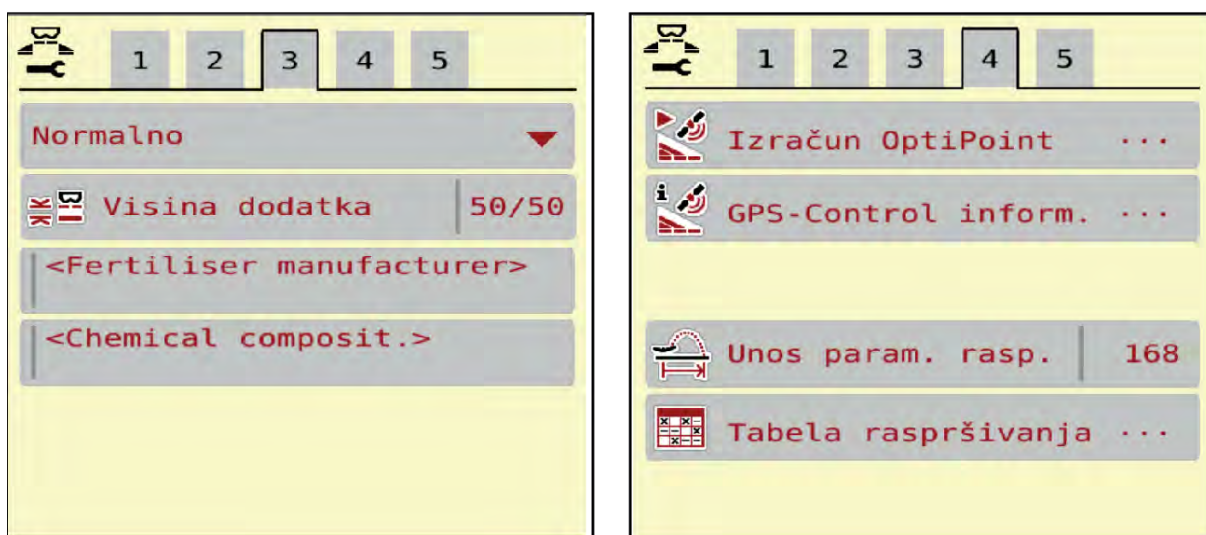 1 2 3 4 5
Normalno
Visina dodatka 50/50
<Fertiliser manufacturer>
<Chemical composit.>
1 2 3 4 5
Izračun OptiPoint ...
GPS-Control inform. ...
Unos param. rasp. 168
Tabela raspršivanja ...